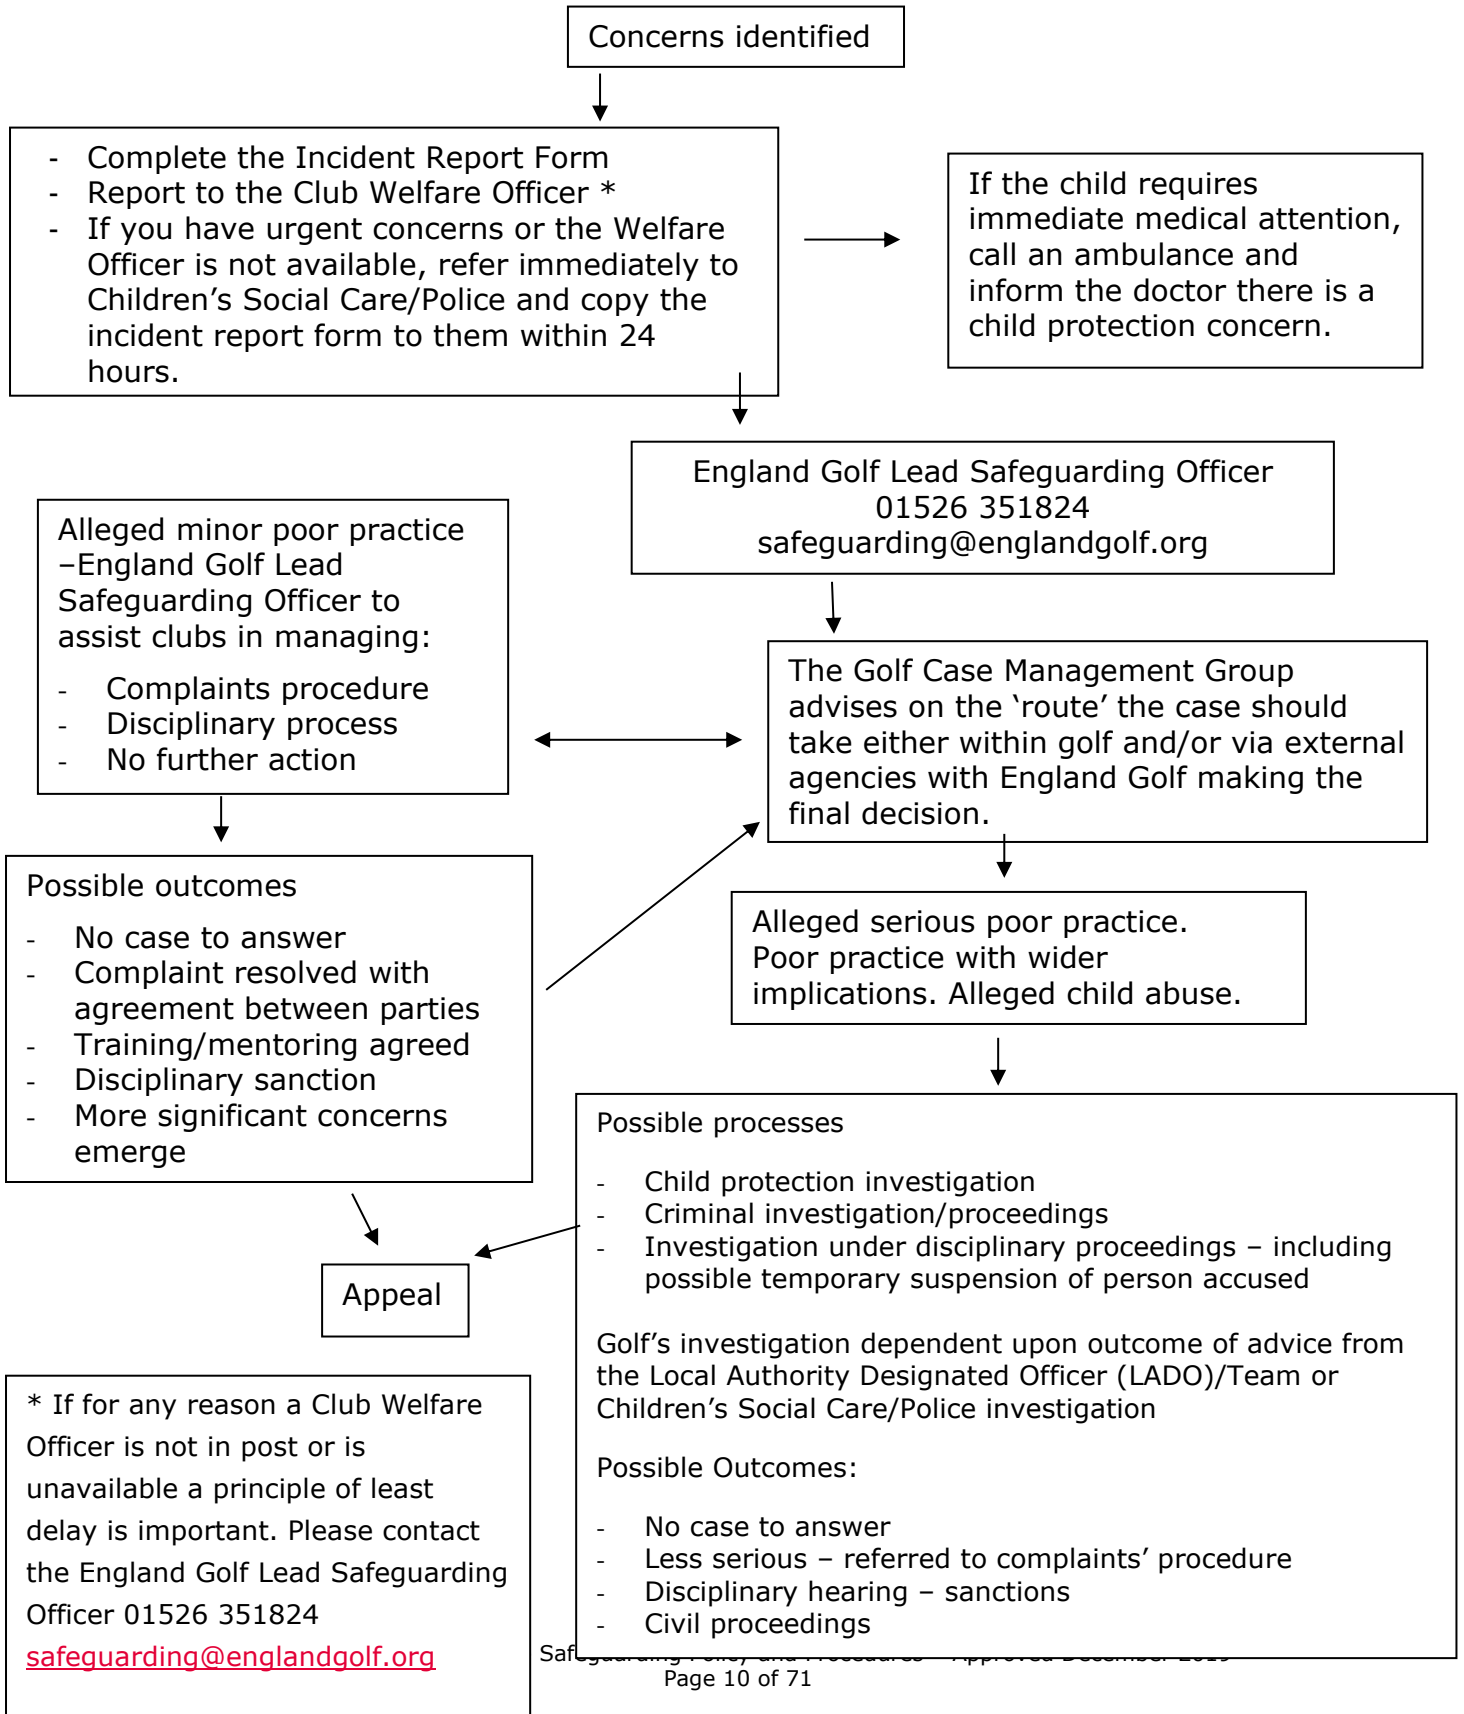 Concerns identified
- Complete the Incident Report Form
- Report to the Club Welfare Officer *
- If you have urgent concerns or the Welfare
Officer is not available, refer immediately to
Children’s Social Care/Police and copy the
incident report form to them within 24
hours.
If the child requires
immediate medical attention,
call an ambulance and
inform the doctor there is a
child protection concern.
England Golf Lead Safeguarding Officer
01526 351824
safeguarding@englandgolf.org
Alleged minor poor practice
–England Golf Lead
Safeguarding Officer to
assist clubs in managing:
- Complaints procedure
- Disciplinary process
- No further action
The Golf Case Management Group
advises on the ‘route’ the case should
take either within golf and/or via external
agencies with England Golf making the
final decision.
Possible outcomes
- No case to answer
- Complaint resolved with
agreement between parties
- Training/mentoring agreed
- Disciplinary sanction
- More significant concerns
emerge
Alleged serious poor practice.
Poor practice with wider
implications. Alleged child abuse.
Possible processes
- Child protection investigation
- Criminal investigation/proceedings
- Investigation under disciplinary proceedings – including
possible temporary suspension of person accused
Golf’s investigation dependent upon outcome of advice from
the Local Authority Designated Officer (LADO)/Team or
Children’s Social Care/Police investigation
Possible Outcomes:
- No case to answer
- Less serious – referred to complaints’ procedure
- Disciplinary hearing – sanctions
- Civil proceedings
Appeal
* If for any reason a Club Welfare
Officer is not in post or is
unavailable a principle of least
delay is important. Please contact
the England Golf Lead Safeguarding
Officer 01526 351824
safeguarding@englandgolf.org
Safeguarding Policy and Procedures – Approved December 2019
Page 10 of 71